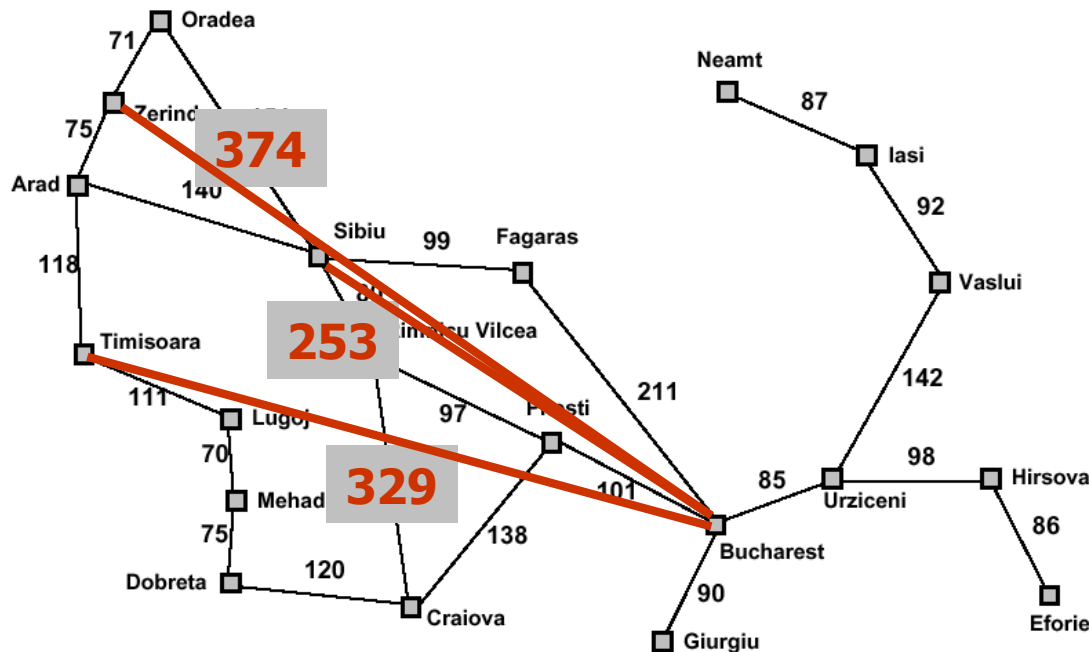 Oradea
71
Neamt
87
Zerind
75
374
Iasi
Arad
140
92
Sibiu
99
Fagaras
118
Vaslui
80
Vilcea
Timisoara
253
142
111
211
97
Lugoj
70
98
85
Hirsova
329
101
Urziceni
Mehad
86
75
138
Bucharest
120
Dobreta
90
Craiova
Eforie
Giurgiu